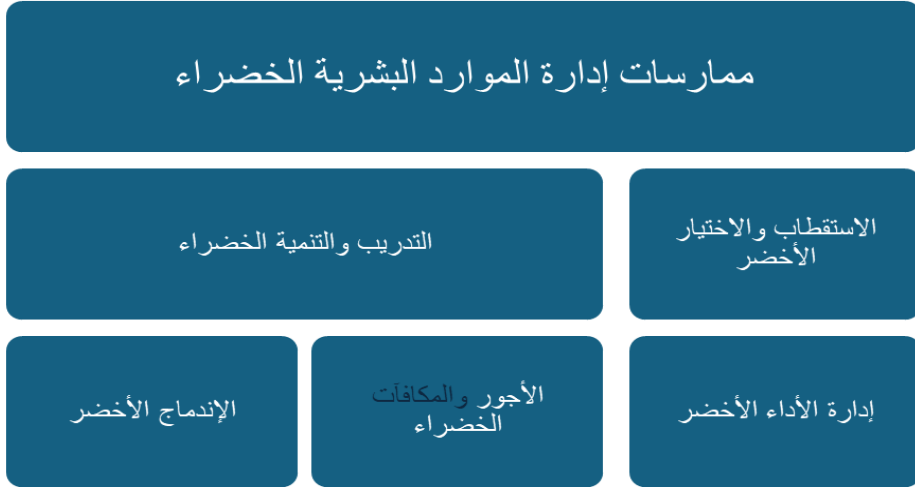 ممارسات إدارة الموارد البشرية الخضراء
الاستقطاب والاختيار
الأخضر
التدريب والتنمية الخضراء
إدارة الأداء الأخضر
الأجور والمكافآت
الخضراء
الإندماج الأخضر